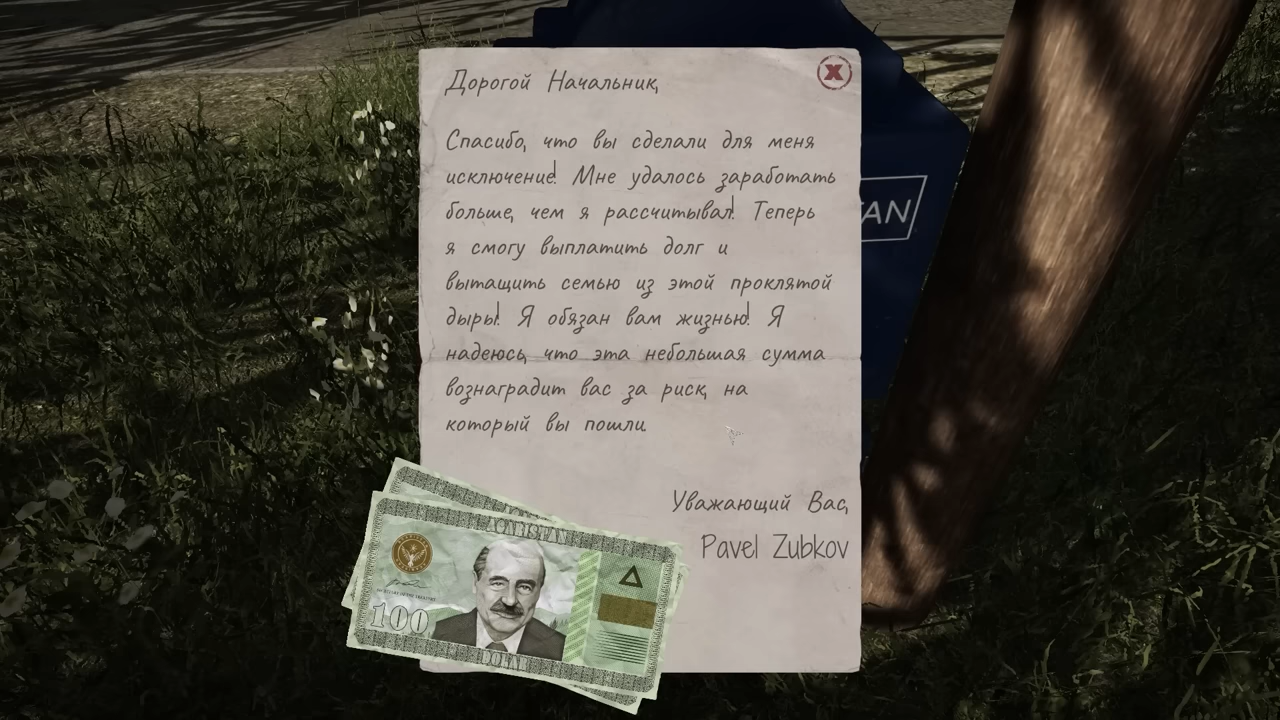 Дорогой Начальник,
Спасибо, что вы сделали для меня
исключение! Мне удалось заработать
больше, чем я рассчитывал! Теперь
я смогу выплатить долг и
вытащить семью из этой проклятой
дыры! Я обязан вам жизнью! Я
надеюсь, что эта небольшая сумма
вознаградит вас за риск, на
который вы пошли
Уважающий Вас,
Pavel Zubkov
TAN
ACARISTAN
100
DOLAR